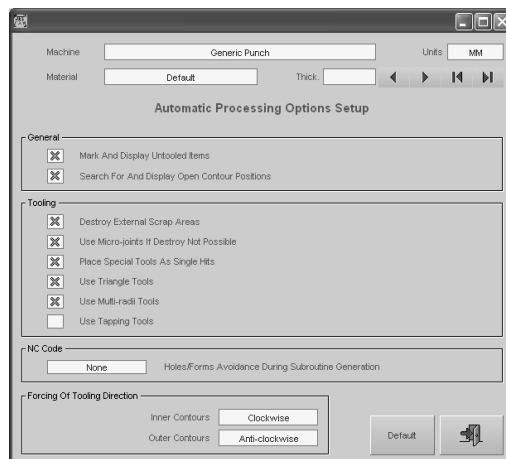 Machine Generic Punch Units MM
Material Default Thick.
Automatic Processing Options Setup
General
Mark And Display Untooled Items
Search For And Display Open Contour Positions
Tooling
Destroy External Scrap Areas
Use Micro-joints If Destroy Not Possible
Place Special Tools As Single Hits
Use Triangle Tools
Use Multi-radii Tools
Use Tapping Tools
NC Code
None Holes/Forms Avoidance During Subroutine Generation
Forcing Of Tooling Direction
Inner Contours Clockwise
Outer Contours Anti-clockwise
Default